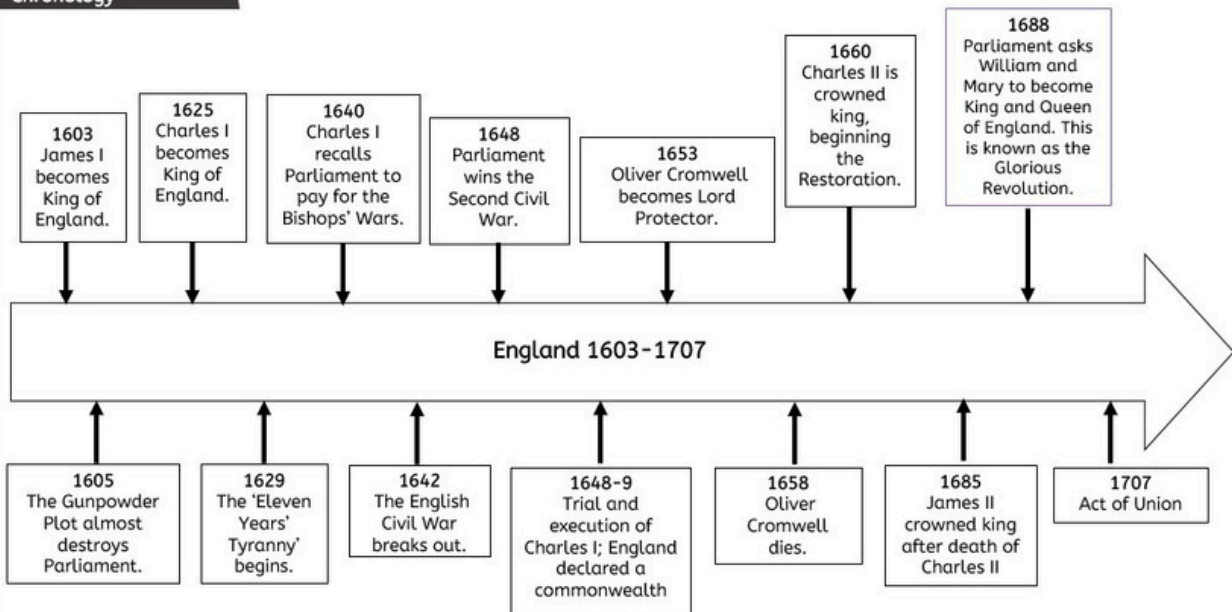 Chronology
1603
James I
becomes
King of
England.
1625
Charles I
becomes
King of
England.
1640
Charles I
recalls
Parliament to
pay for the
Bishops' Wars.
1648
Parliament
wins the
Second Civil
War.
1653
Oliver Cromwell
becomes Lord
Protector.
1660
Charles II is
crowned
king,
beginning
the
Restoration.
1688
Parliament asks
William and
Mary to become
King and Queen
of England. This
is known as the
Glorious
Revolution.
England 1603-1707
1605
The Gunpowder
Plot almost
destroys
Parliament.
1629
The 'Eleven
Years'
Tyranny'
begins.
1642
The English
Civil War
breaks out.
1648-9
Trial and
execution of
Charles I; England
declared a
commonwealth
1658
Oliver
Cromwell
dies.
1685
James II
crowned king
after death of
Charles II
1707
Act of Union